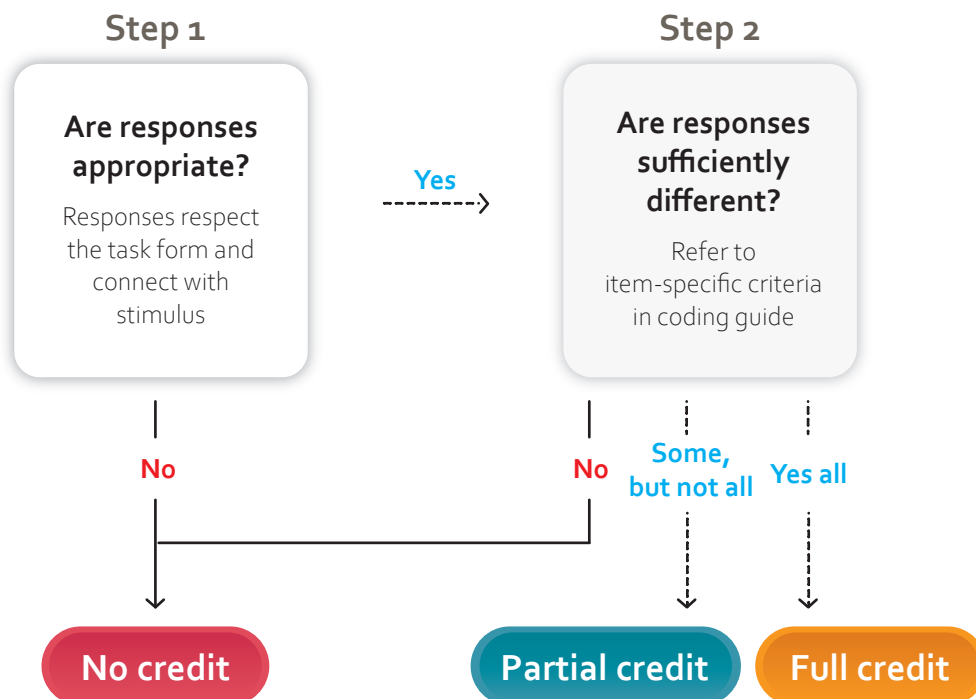 Step 1
Step 2
Are responses
appropriate?
Responses respect
the task form and
connect with
stimulus
Yes
Are responses
sufficiently
different?
Refer to
item-specific criteria
in coding guide
No
No
Some,
but not all
Yes all
No credit
Partial credit
Full credit